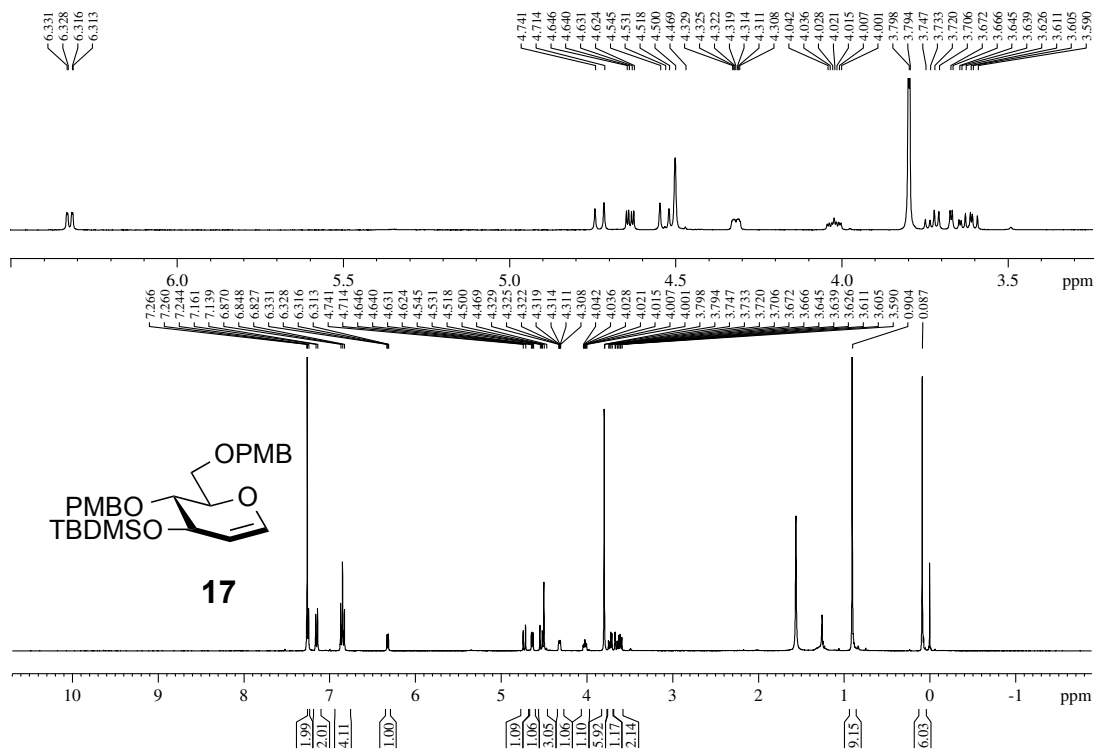 6.331 6.328 6.316 6.313 4.741 4.714 4.646 4.640 4.631 4.624 4.545 4.531 4.518 4.500 4.469 4.329 4.325 4.322 4.319 4.314 4.311 4.308 4.042 4.036 4.028 4.021 4.015 4.007 4.001 3.798 3.794 3.747 3.733 3.720 3.706 3.672 3.666 3.645 3.639 3.626 3.611 3.605 3.590
6.0 5.5 5.0 4.5 4.0 3.5 ppm
7.266 7.260 7.244 7.161 7.139 6.870 6.848 6.827 6.331 6.328 6.316 6.313 4.741 4.714 4.646 4.640 4.631 4.624 4.545 4.531 4.518 4.500 4.469 4.329 4.325 4.322 4.319 4.314 4.311 4.308 4.042 4.036 4.028 4.021 4.015 4.007 4.001 3.798 3.794 3.747 3.733 3.720 3.706 3.672 3.666 3.645 3.639 3.626 3.611 3.605 3.590 0.904 0.087
OPMB
O
PMBO
TBDMSO
17
10 9 8 7 6 5 4 3 2 1 0 -1 ppm
1.99 2.01 4.11 1.00 1.09 1.06 3.05 1.06 1.10 5.92 1.17 2.14 9.15 6.03